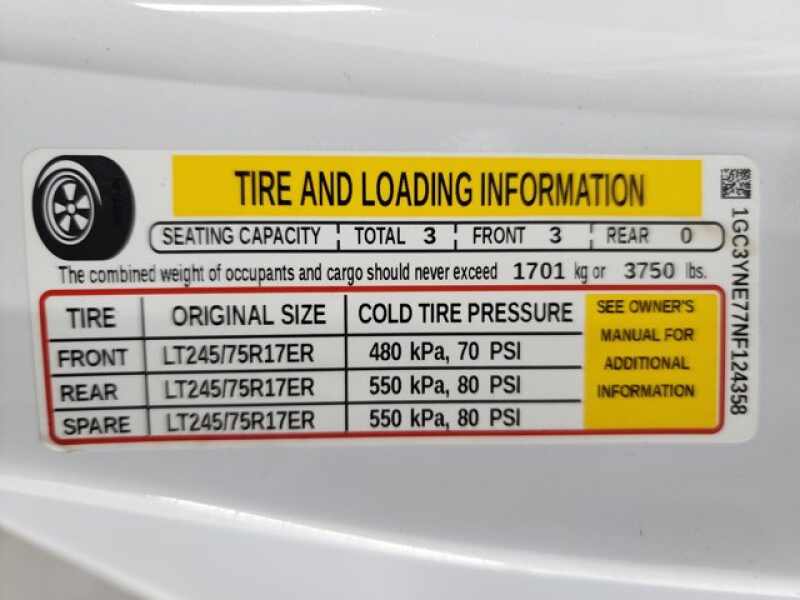 TIRE AND LOADING INFORMATION
SEATING CAPACITY TOTAL 3 FRONT 3 REAR 0
The combined weight of occupants and cargo should never exceed 1701 kg or 3750 lbs.
TIRE ORIGINAL SIZE COLD TIRE PRESSURE
FRONT LT245/75R17ER 480 kPa, 70 PSI
REAR LT245/75R17ER 550 kPa, 80 PSI
SPARE LT245/75R17ER 550 kPa, 80 PSI
SEE OWNER'S
MANUAL FOR
ADDITIONAL
INFORMATION
1GC3YNE77NF124358